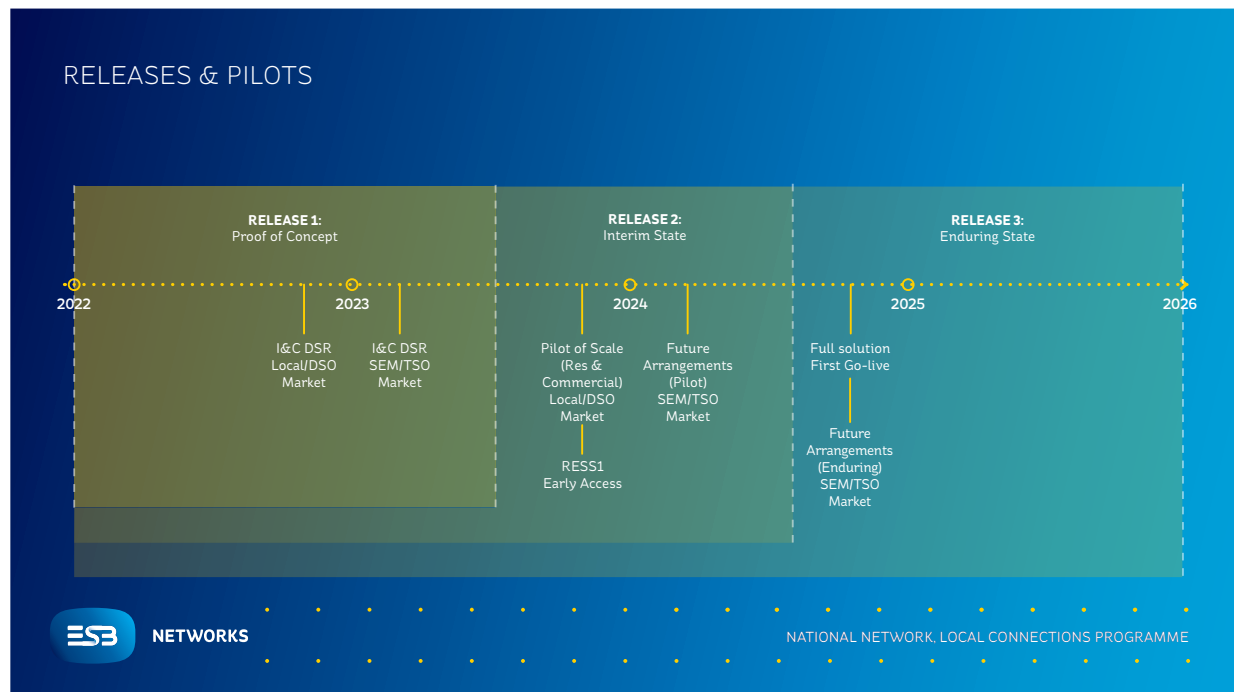 RELEASES & PILOTS
RELEASE 1:
Proof of Concept
RELEASE 2:
Interim State
RELEASE 3:
Enduring State
2022
2023
2024
2025
2026
I&C DSR
Local/DSO
Market
I&C DSR
SEM/TSO
Market
Pilot of Scale
(Res &
Commercial)
Local/DSO
Market
RESS1
Early Access
Future
Arrangements
(Pilot)
SEM/TSO
Market
Full solution
First Go-live
Future
Arrangements
(Enduring)
SEM/TSO
Market
ESB NETWORKS
NATIONAL NETWORK, LOCAL CONNECTIONS PROGRAMME